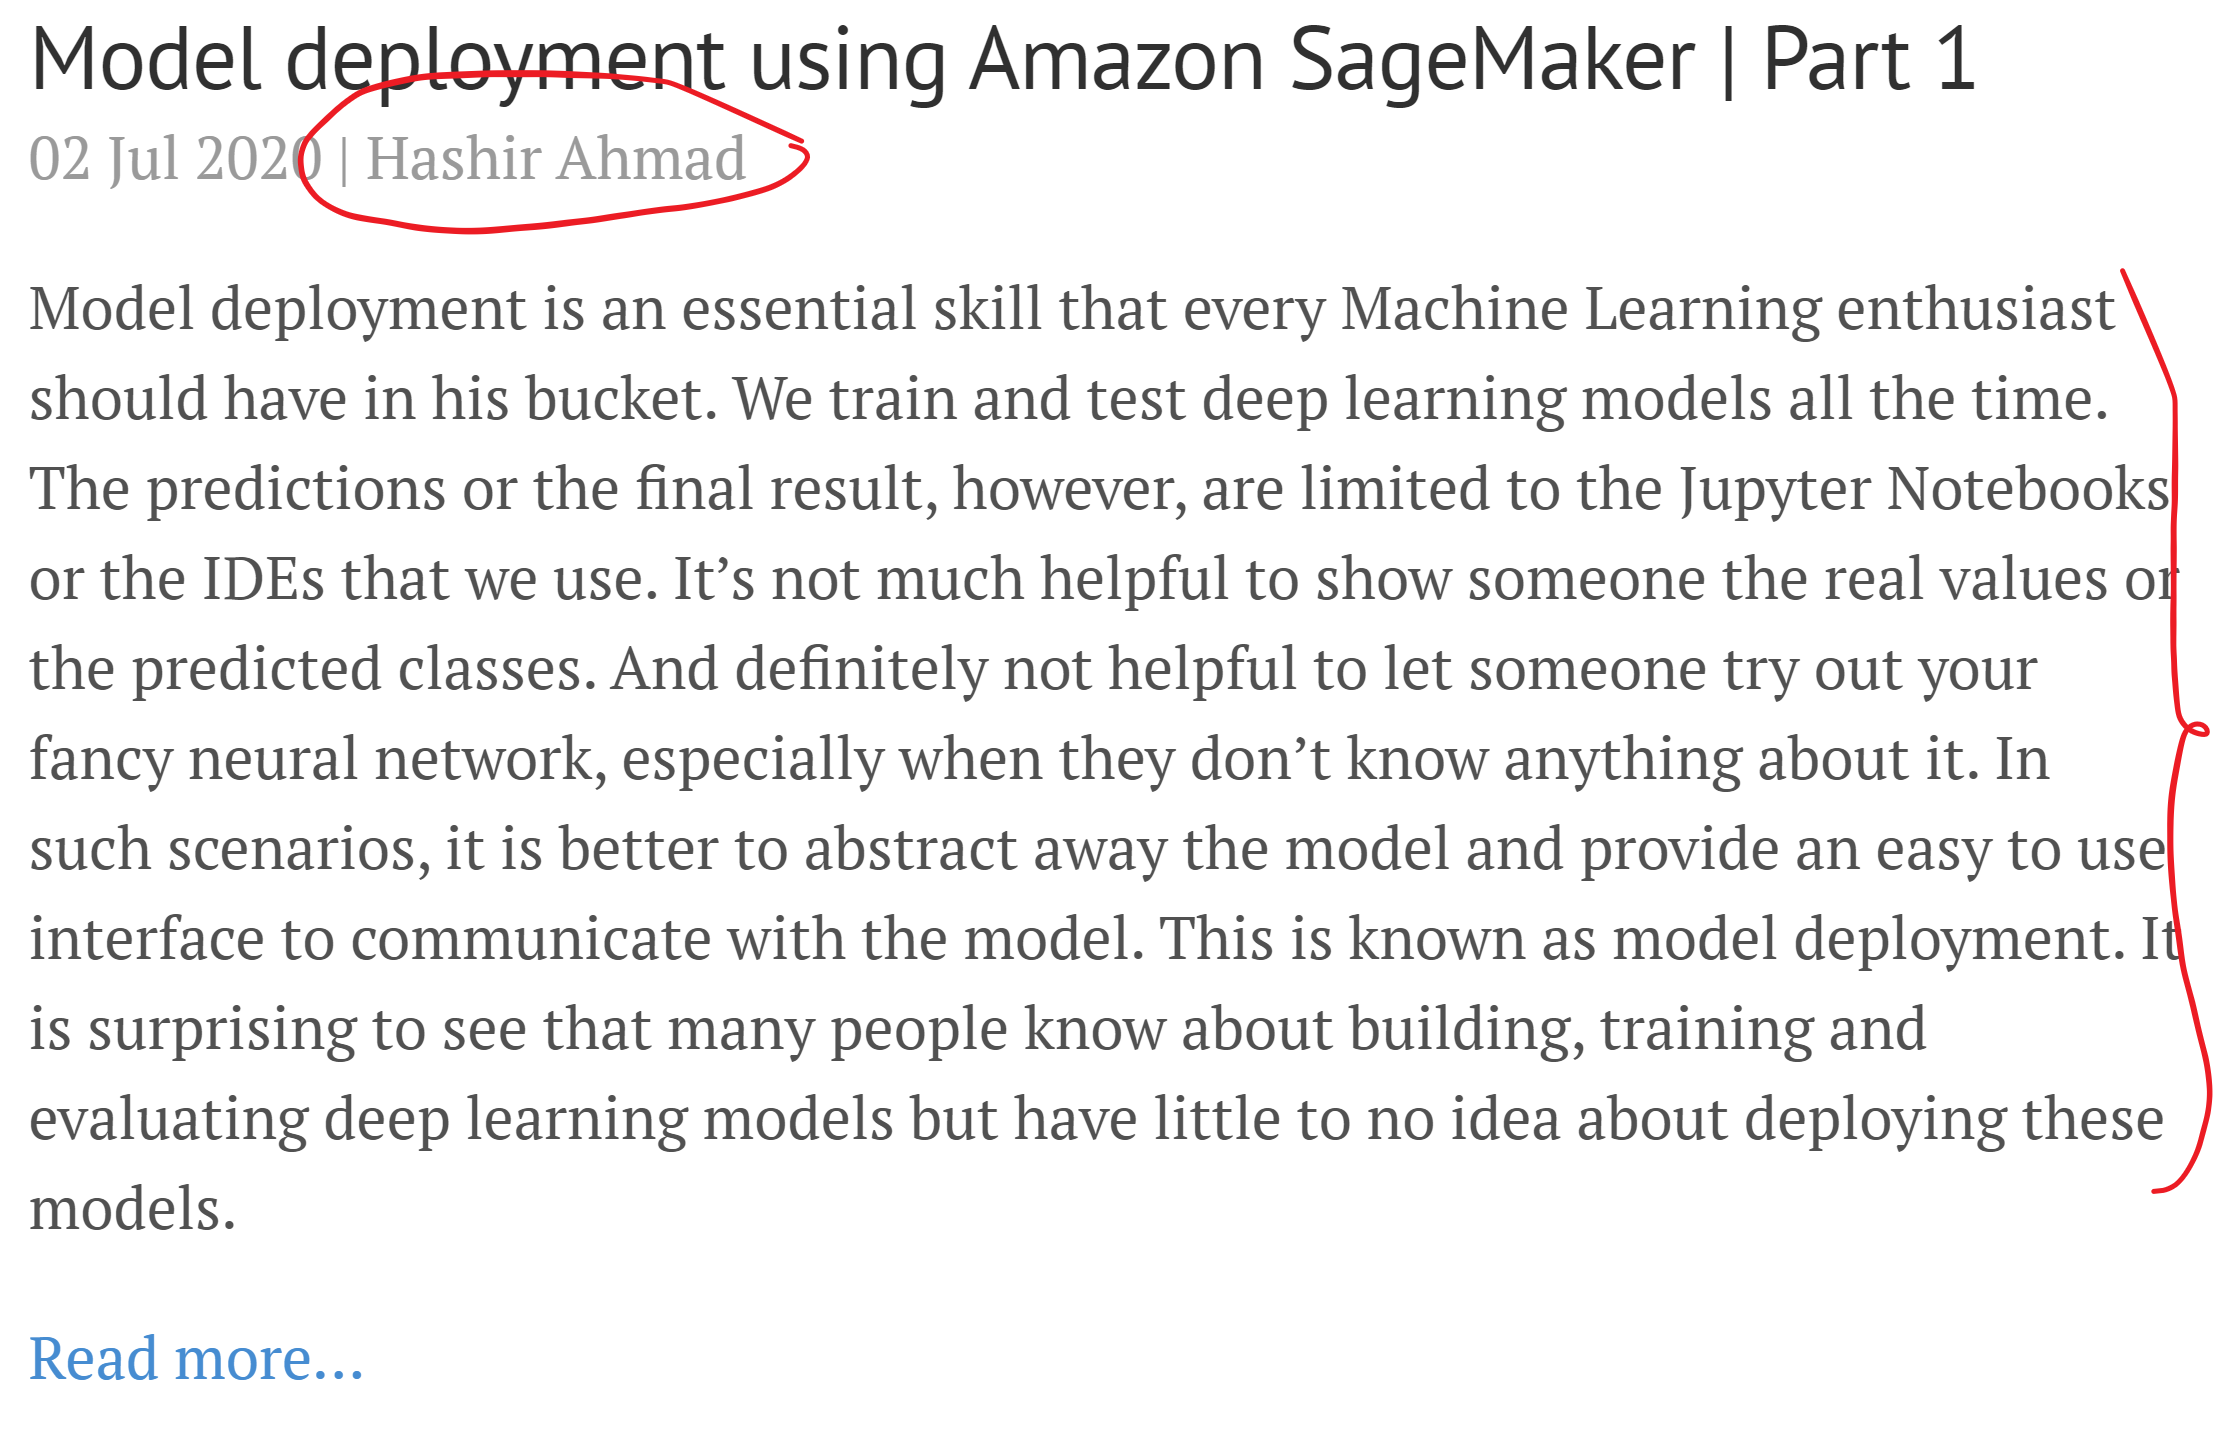 Model deployment using Amazon SageMaker | Part 1
02 Jul 2020 | Hashir Ahmad
Model deployment is an essential skill that every Machine Learning enthusiast
should have in his bucket. We train and test deep learning models all the time.
The predictions or the final result, however, are limited to the Jupyter Notebooks
or the IDEs that we use. It’s not much helpful to show someone the real values or
the predicted classes. And definitely not helpful to let someone try out your
fancy neural network, especially when they don’t know anything about it. In
such scenarios, it is better to abstract away the model and provide an easy to use
interface to communicate with the model. This is known as model deployment. It
is surprising to see that many people know about building, training and
evaluating deep learning models but have little to no idea about deploying these
models.
Read more...